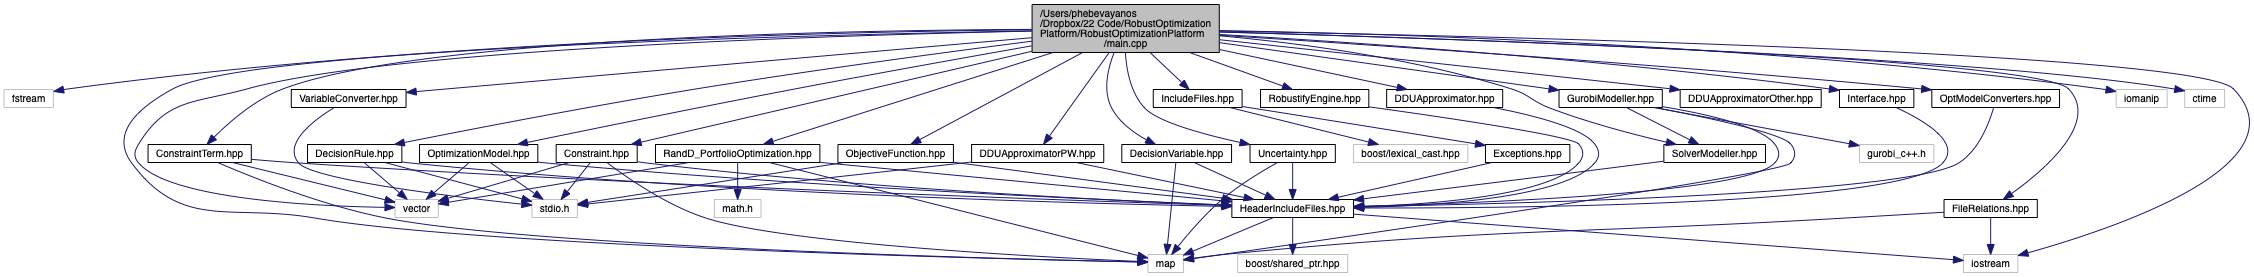 /Users/phebevayanos
/Dropbox/22 Code/RobustOptimization
Platform/RobustOptimizationPlatform
/main.cpp
fstream
VariableConverter.hpp
IncludeFiles.hpp
RobustifyEngine.hpp
DDUApproximator.hpp
GurobiModeller.hpp
DDUApproximatorOther.hpp
Interface.hpp
OptModelConverters.hpp
iomanip
ctime
ConstraintTerm.hpp
DecisionRule.hpp
OptimizationModel.hpp
Constraint.hpp
RandD_PortfolioOptimization.hpp
ObjectiveFunction.hpp
DDUApproximatorPW.hpp
DecisionVariable.hpp
Uncertainty.hpp
boost/lexical_cast.hpp
Exceptions.hpp
SolverModeller.hpp
gurobi_c++.h
vector
stdio.h
math.h
HeaderIncludeFiles.hpp
FileRelations.hpp
map
boost/shared_ptr.hpp
iostream